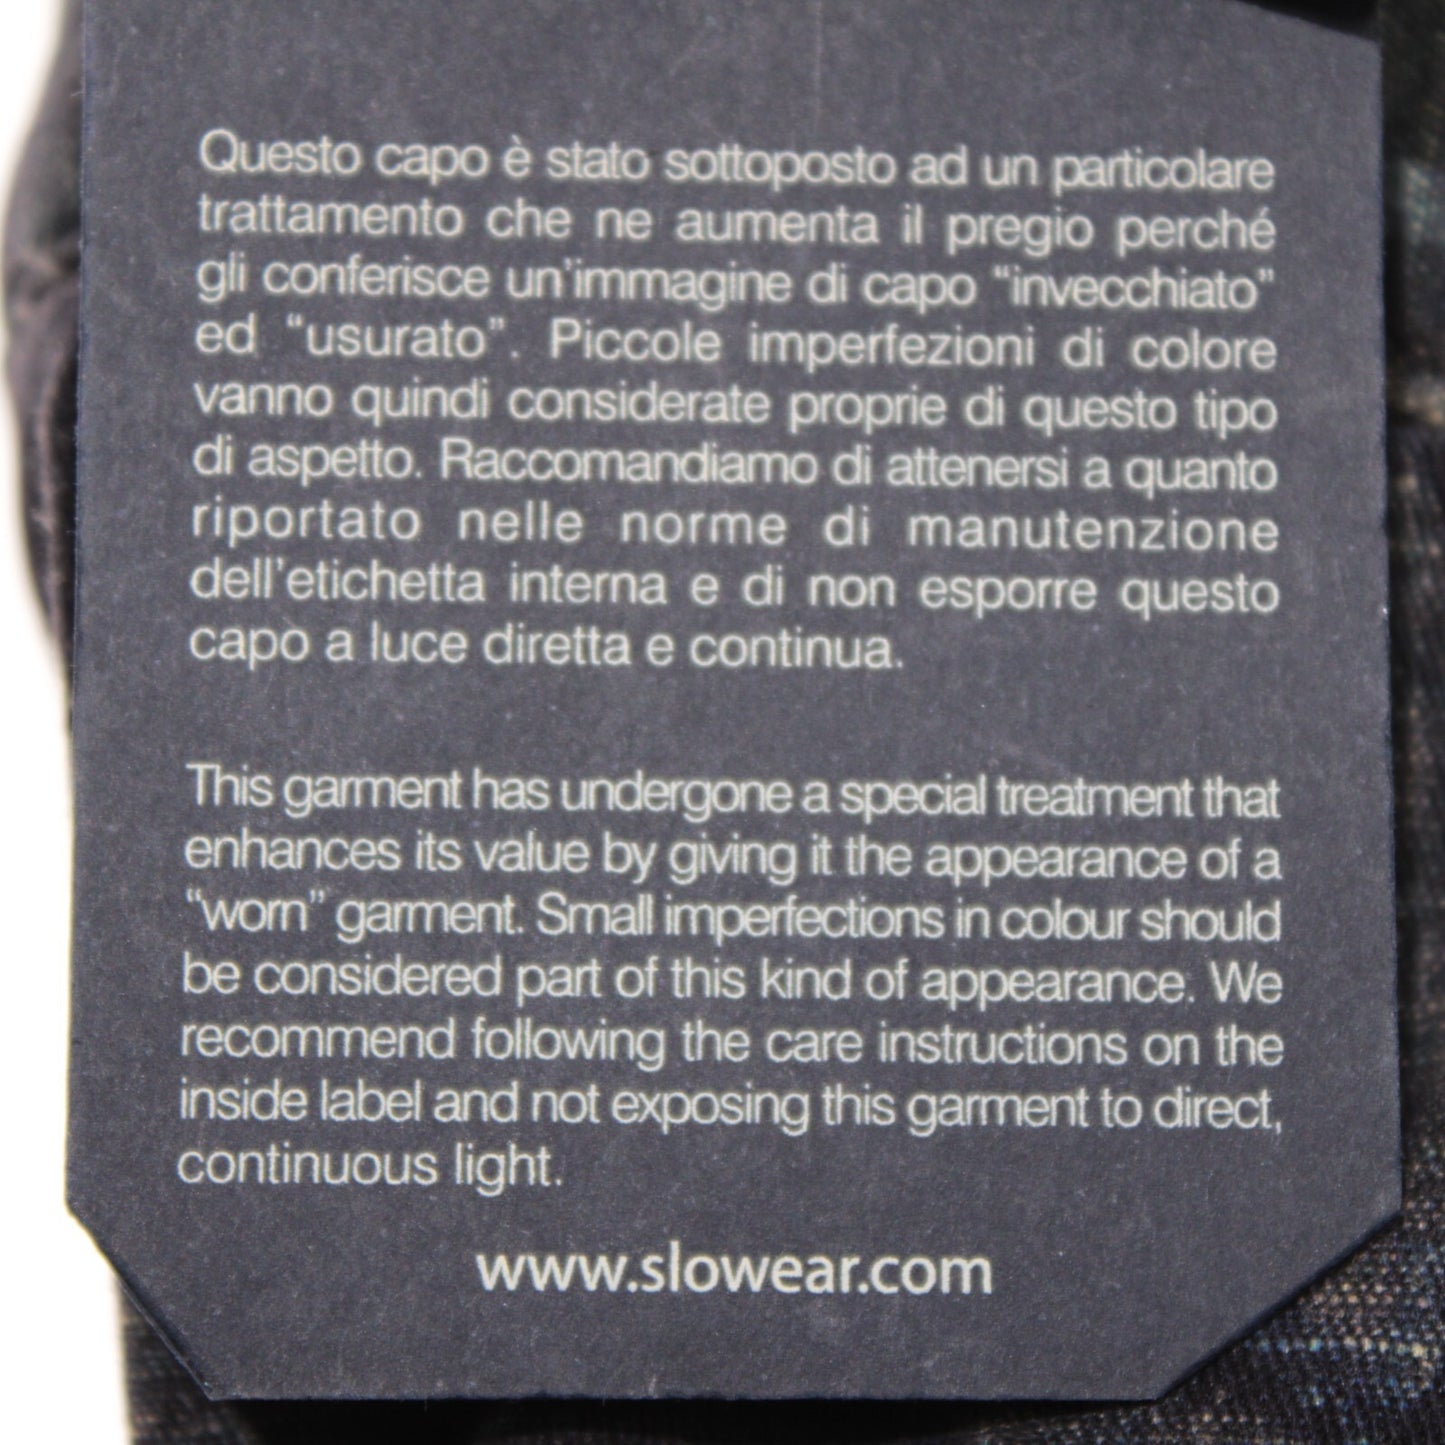 Questo capo è stato sottoposto ad un particolare
trattamento che ne aumenta il pregio perché
gli conferisce un'immagine di capo “invecchiato”
ed “usurato”. Piccole imperfezioni di colore
vanno quindi considerate proprie di questo tipo
di aspetto. Raccomandiamo di attenersi a quanto
riportato nelle norme di manutenzione
dell'etichetta interna e di non esporre questo
capo a luce diretta e continua.
This garment has undergone a special treatment that
enhances its value by giving it the appearance of a
“worn” garment. Small imperfections in colour should
be considered part of this kind of appearance. We
recommend following the care instructions on the
inside label and not exposing this garment to direct,
continuous light.
www.slowear.com